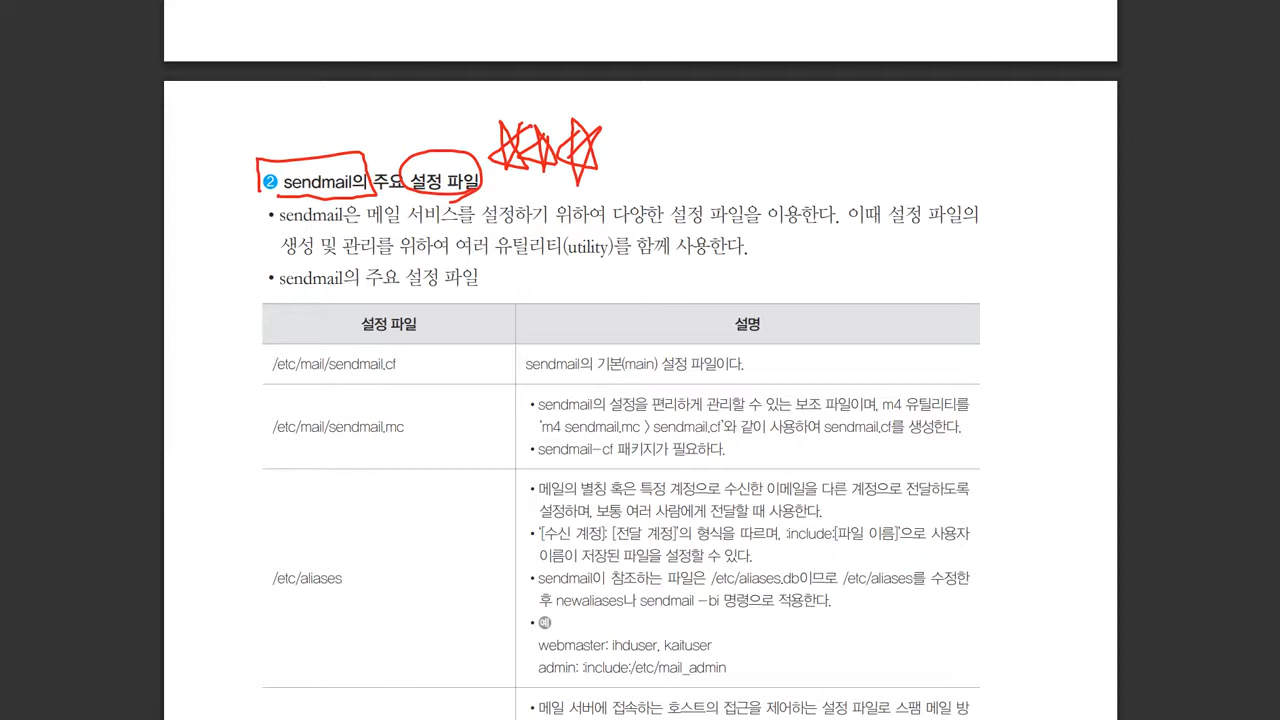 ❷ sendmail의 주요 설정 파일
• sendmail은 메일 서비스를 설정하기 위하여 다양한 설정 파일을 이용한다. 이때 설정 파일의
생성 및 관리를 위하여 여러 유틸리티(utility)를 함께 사용한다.
• sendmail의 주요 설정 파일
설정 파일 설명
/etc/mail/sendmail.cf sendmail의 기본(main) 설정 파일이다.
• sendmail의 설정을 편리하게 관리할 수 있는 보조 파일이며, m4 유틸리티를
/etc/mail/sendmail.mc ‘m4 sendmail.mc > sendmail.cf’와 같이 사용하여 sendmail.cf를 생성한다.
• sendmail-cf 패키지가 필요하다.
• 메일의 별칭 혹은 특정 계정으로 수신한 이메일을 다른 계정으로 전달하도록
설정하며, 보통 여러 사람에게 전달할 때 사용한다.
• ‘[수신 계정]: [전달 계정]’의 형식을 따르며, :include:[파일 이름]’으로 사용자
이름이 저장된 파일을 설정할 수 있다.
/etc/aliases • sendmail이 참조하는 파일은 /etc/aliases.db이므로 /etc/aliases를 수정한
후 newaliases나 sendmail -bi 명령으로 적용한다.
• 예
webmaster: ihduser, kaituser
admin: :include:/etc/mail_admin
• 메일 서버에 접속하는 호스트의 접근을 제어하는 설정 파일로 스팸 메일 방